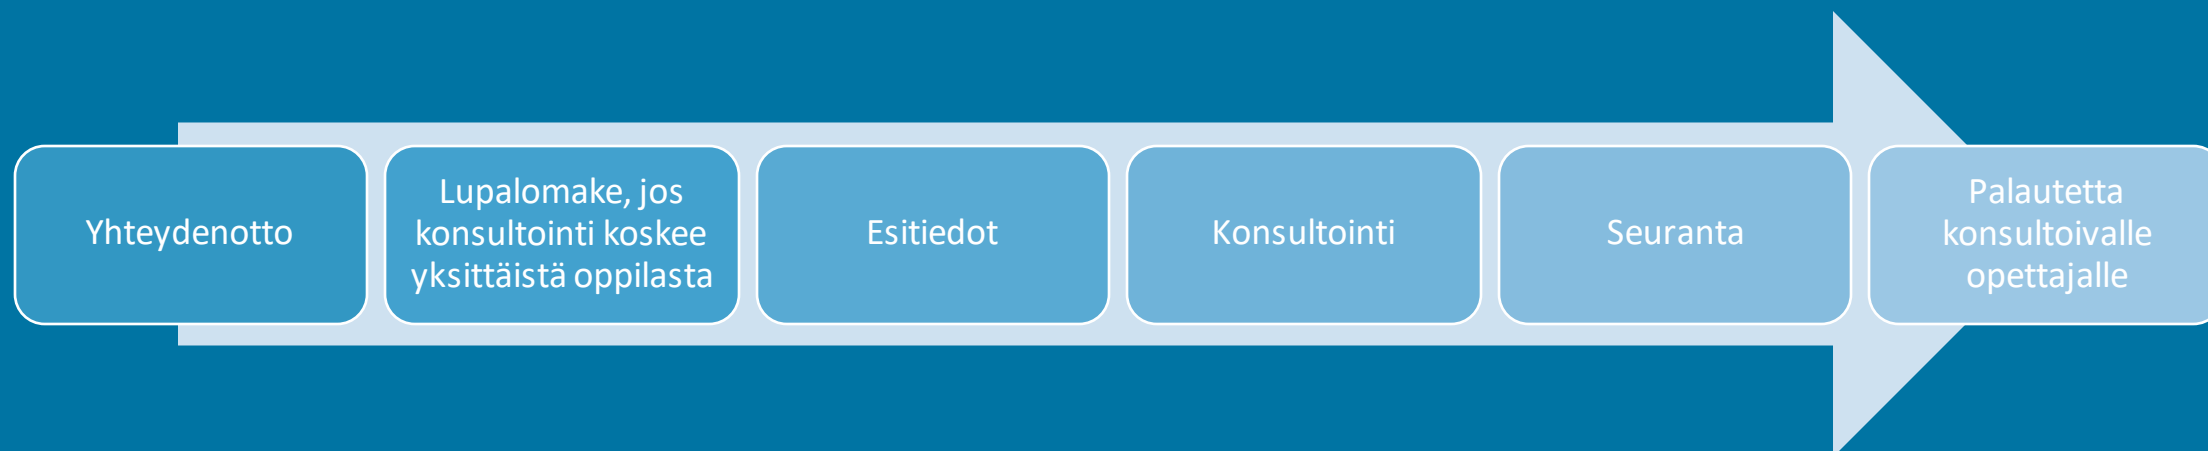 Yhteydenotto
Lupalomake, jos
konsultointi koskee
yksittäistä oppilasta
Esitiedot
Konsultointi
Seuranta
Palautetta
konsultoivalle
opettajalle